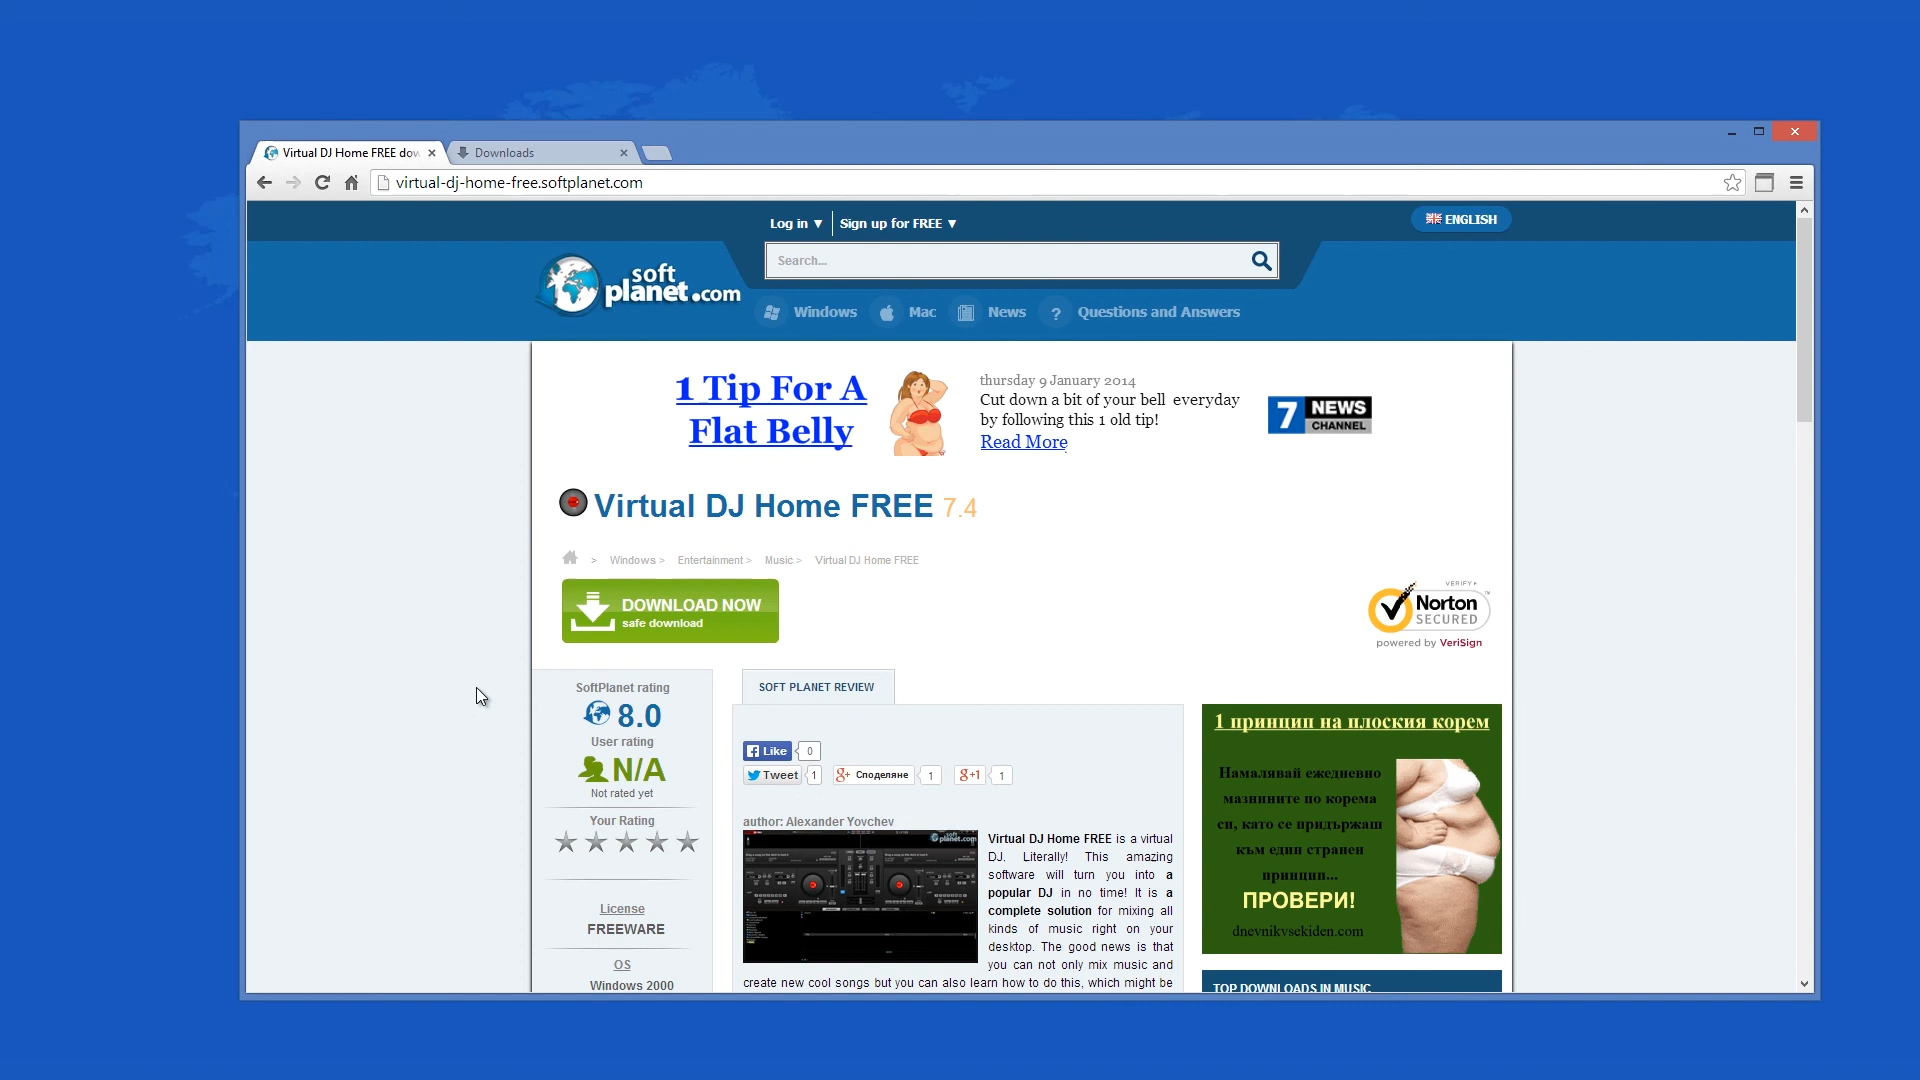 Virtual DJ Home FREE dow
Downloads
virtual-dj-home-free.softplanet.com
Log in ▼
Sign up for FREE ▼
ENGLISH
soft
planet.com
Search...
Windows
Mac
News
? Questions and Answers
1 Tip For A
Flat Belly
thursday 9 January 2014
Cut down a bit of your bell everyday
by following this 1 old tip!
Read More
7 NEWS
CHANNEL
Virtual DJ Home FREE 7.4
> Windows > Entertainment > Music > Virtual DJ Home FREE
DOWNLOAD NOW
safe download
VERIFY
Norton
SECURED
powered by VeriSign
SoftPlanet rating
8.0
User rating
N/A
Not rated yet
Your Rating
License
FREEWARE
OS
Windows 2000
SOFT PLANET REVIEW
Like 0
Tweet 1
g+ Споделяне 1
g+1 1
author: Alexander Yovchev
soft
planet.com
Virtual DJ Home FREE is a virtual
DJ. Literally! This amazing
software will turn you into a
popular DJ in no time! It is a
complete solution for mixing all
kinds of music right on your
desktop. The good news is that
you can not only mix music and
create new cool songs but you can also learn how to do this, which might be
1 принцип на плоския корем
Намалявай ежедневно
мазнините по корема
си, като се придържаш
към един странен
принцип...
ПРОВЕРИ!
dnevnikvsekiden.com
TOP DOWNLOADS IN MUSIC